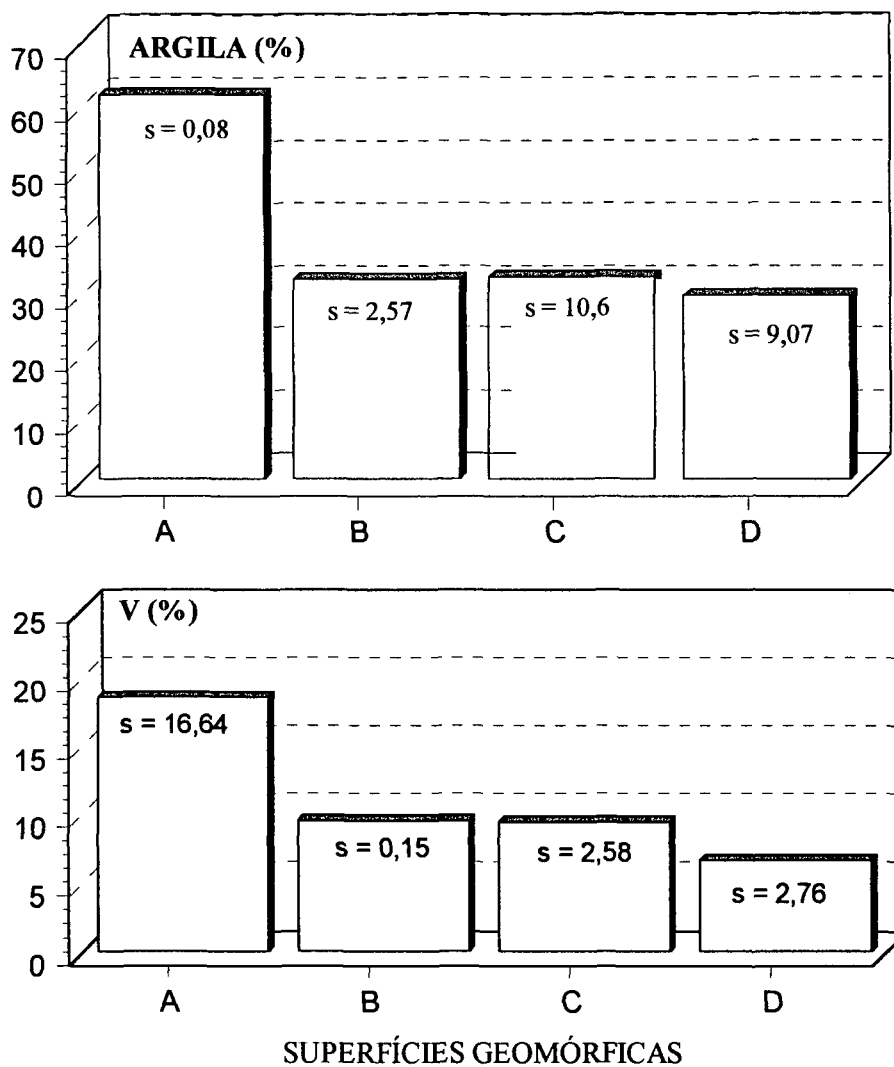 ARGILA (%)
70
60
50
40
30
20
10
0
s = 0,08
s = 2,57
s = 10,6
s = 9,07
A B C D
V (%)
25
20
15
10
5
0
s = 16,64
s = 0,15
s = 2,58
s = 2,76
A B C D
SUPERFÍCIES GEOMÓRFICAS